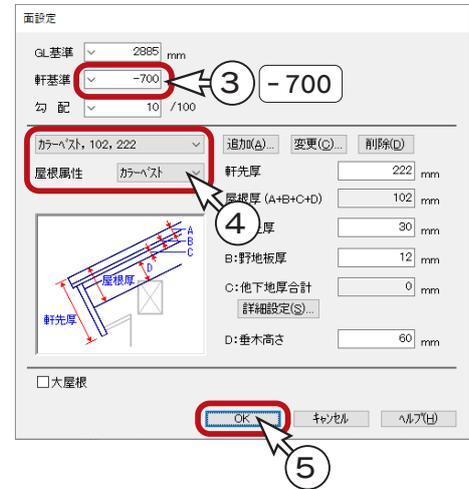 面設定
GL基準 2885 mm
軒基準 -700 ③ -700
勾 配 10 /100
ｶﾗｰﾍﾞｽﾄ, 102, 222 追加(A)... 変更(C)... 削除(D)
屋根属性 ｶﾗｰﾍﾞｽﾄ 軒先厚 222 mm
④ 屋根厚 (A+B+C+D) 102 mm
厚 30 mm
B:野地板厚 12 mm
C:他下地厚合計 0 mm
詳細設定(S)...
D:垂木高さ 60 mm
A
B
C
D
屋根厚
軒先厚
大屋根
OK ｷｬﾝｾﾙ ﾍﾙﾌﾟ(H)
⑤